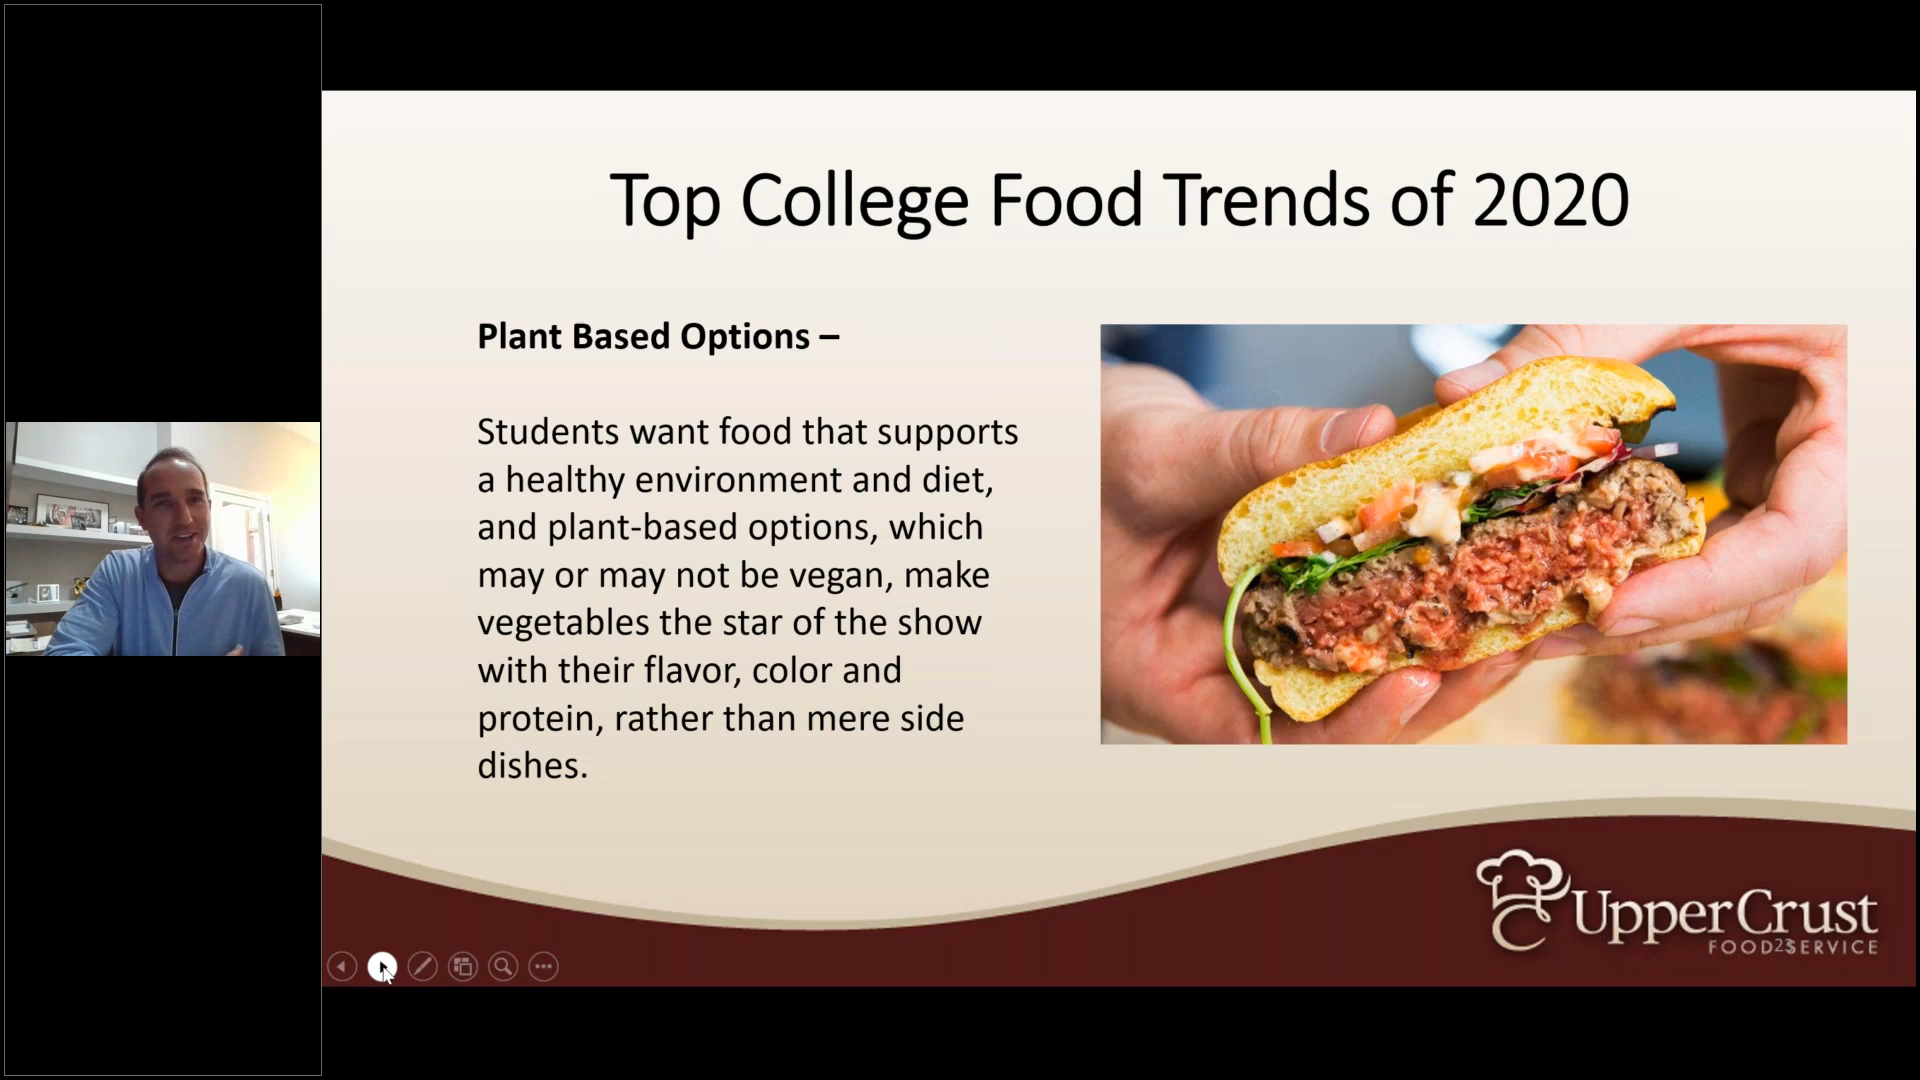 Top College Food Trends of 2020
Plant Based Options –
Students want food that supports
a healthy environment and diet,
and plant-based options, which
may or may not be vegan, make
vegetables the star of the show
with their flavor, color and
protein, rather than mere side
dishes.
UpperCrust
FOOD SERVICE
23